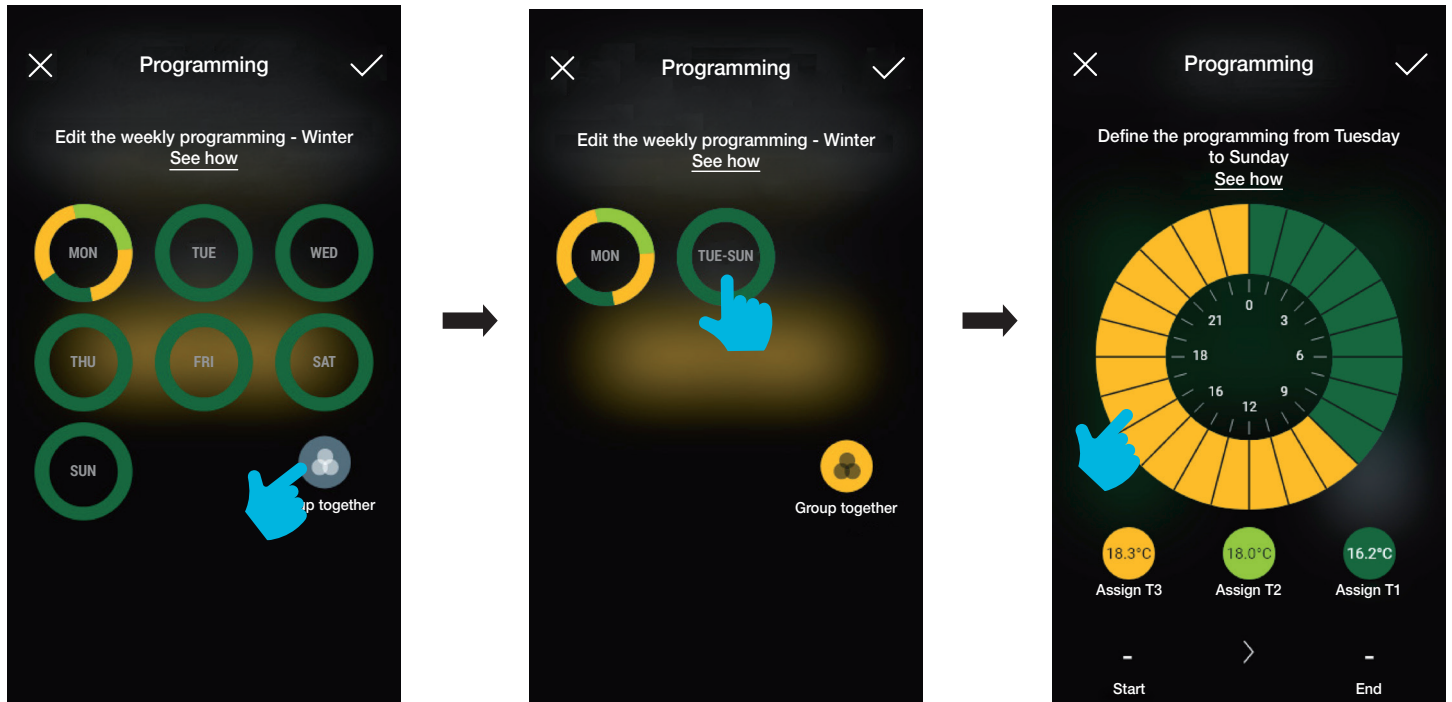 Programming
Edit the weekly programming - Winter
See how
MON
TUE
WED
THU
FRI
SAT
SUN
up together
Programming
Edit the weekly programming - Winter
See how
MON
TUE-SUN
Group together
Programming
Define the programming from Tuesday
to Sunday
See how
0
21
3
18
6
16
9
12
18.3°C
18.0°C
16.2°C
Assign T3
Assign T2
Assign T1
-
-
Start
End